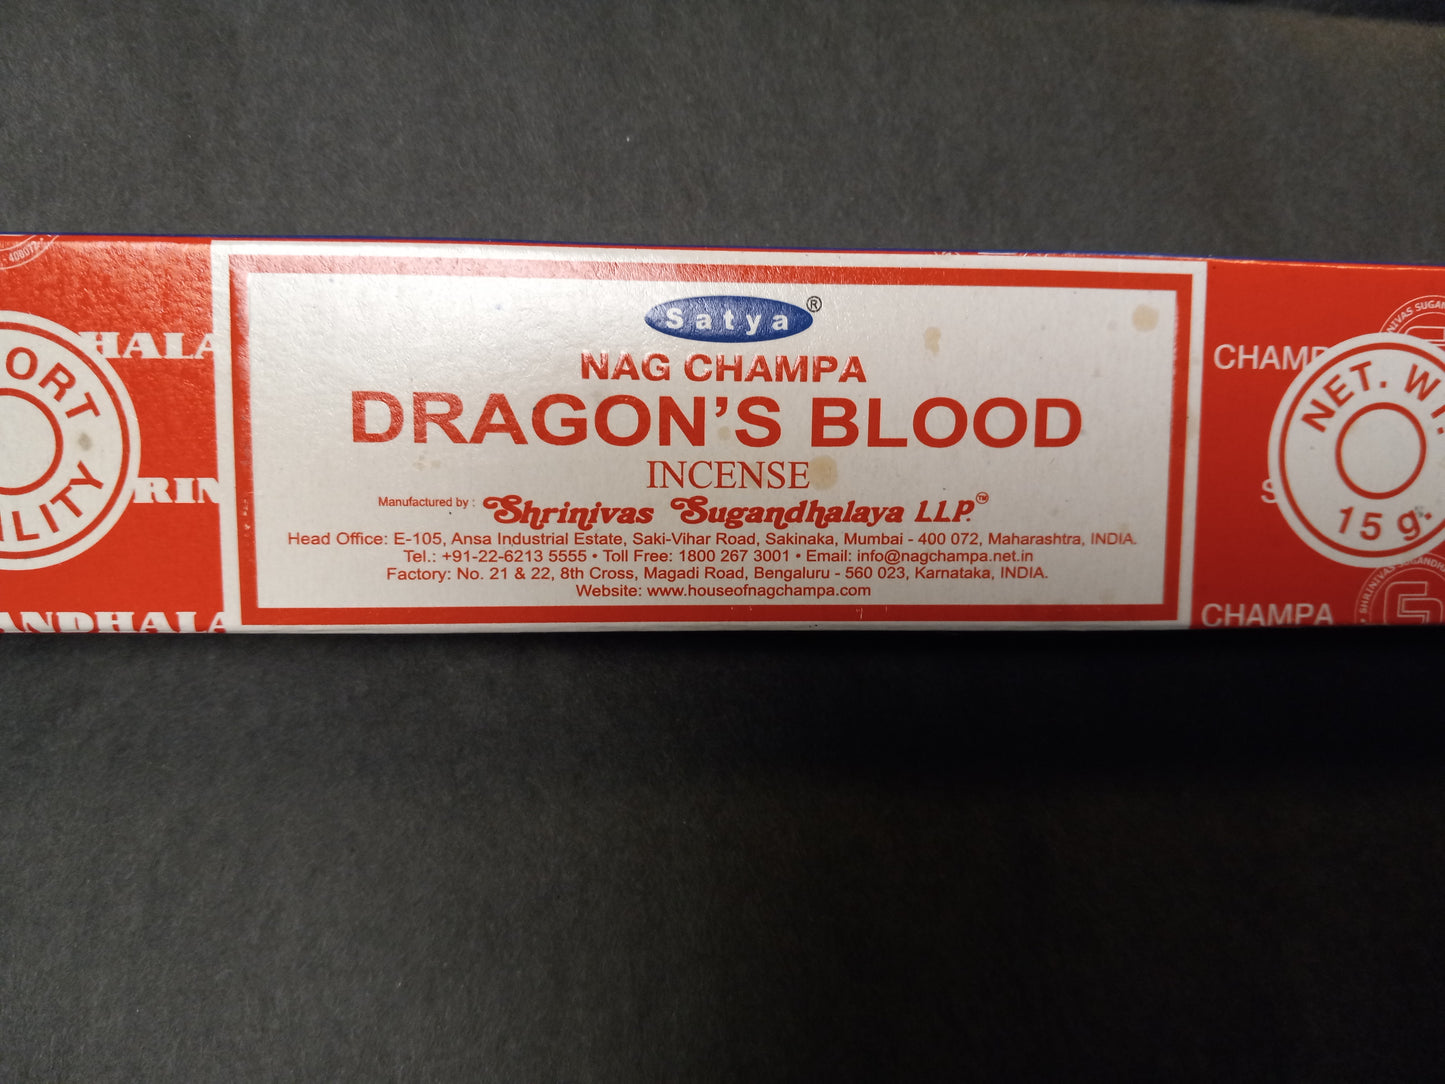 Satya®
NAG CHAMPA
DRAGON'S BLOOD
INCENSE
Manufactured by : Shrinivas Sugandhalaya LLP.™
Head Office: E-105, Ansa Industrial Estate, Saki-Vihar Road, Sakinaka, Mumbai - 400 072, Maharashtra, INDIA.
Tel.: +91-22-6213 5555 • Toll Free: 1800 267 3001 • Email: info@nagchampa.net.in
Factory: No. 21 & 22, 8th Cross, Magadi Road, Bengaluru - 560 023, Karnataka, INDIA.
Website: www.houseofnagchampa.com
HALA
ORT
RIN
ILITY
ANDHALA
CHAMP
NET. WT.
15 g.
S
CHAMPA